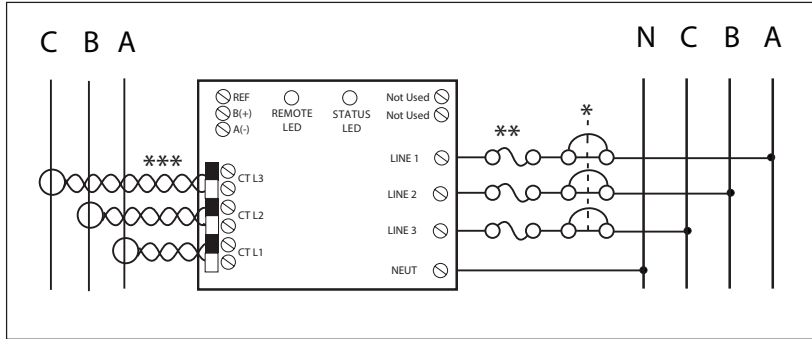 C B A
N C B A
REF
B(+)
A(-)
REMOTE
LED
STATUS
LED
Not Used
Not Used
***
**
*
LINE 1
CT L3
LINE 2
CT L2
LINE 3
CT L1
NEUT